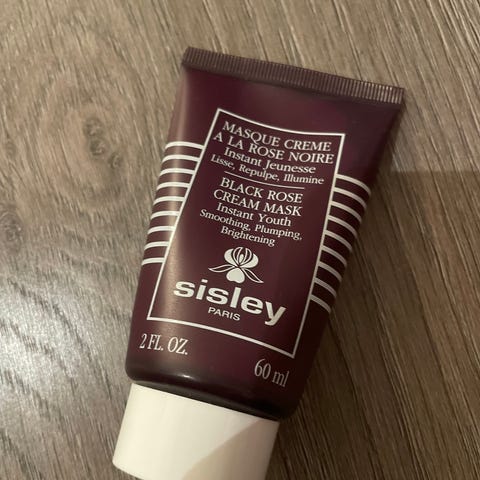 MASQUE CREME
A LA ROSE NOIRE
Instant Jeunesse
Lisse, Repulpe, Illumine
BLACK ROSE
CREAM MASK
Instant Youth
Smoothing, Plumping,
Brightening
sisley
PARIS
2 FL. OZ.
60 ml